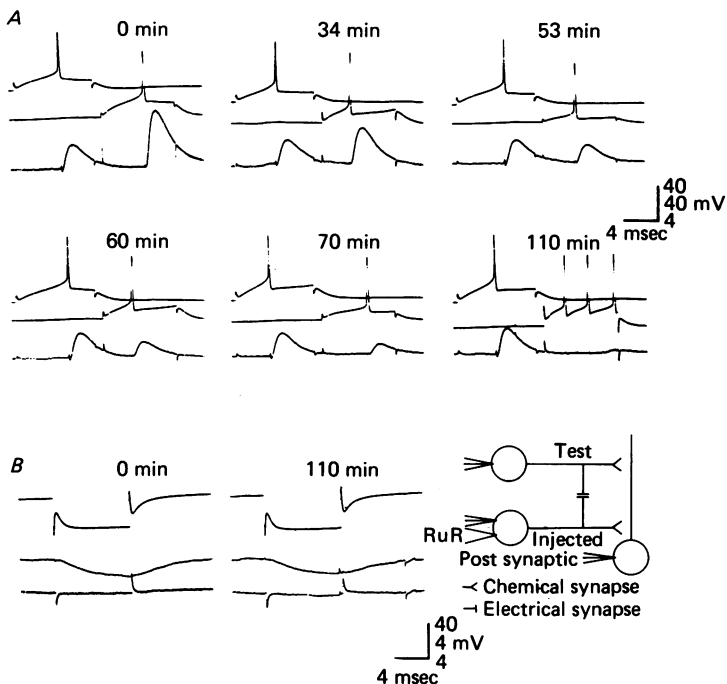 A
0 min
34 min
53 min
40
40 mV
4
4 msec
60 min
70 min
110 min
B
0 min
110 min
Test
RuR
Injected
Post synaptic
Chemical synapse
Electrical synapse
40
4 mV
4
4 msec